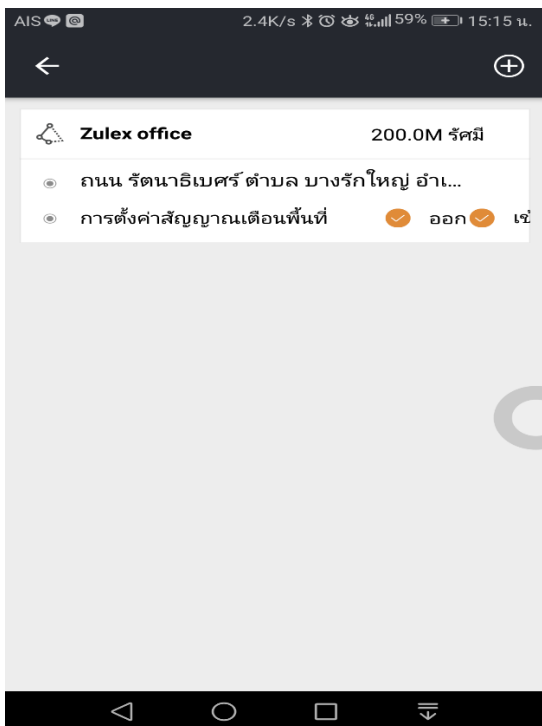 AIS 2.4K/s 4G 59% 15:15 น.
Zulex office 200.0M รัศมี
ถนน รัตนาธิเบศร์ ตำบล บางรักใหญ่ อำเ...
การตั้งค่าสัญญาณเตือนพื้นที่ ออก